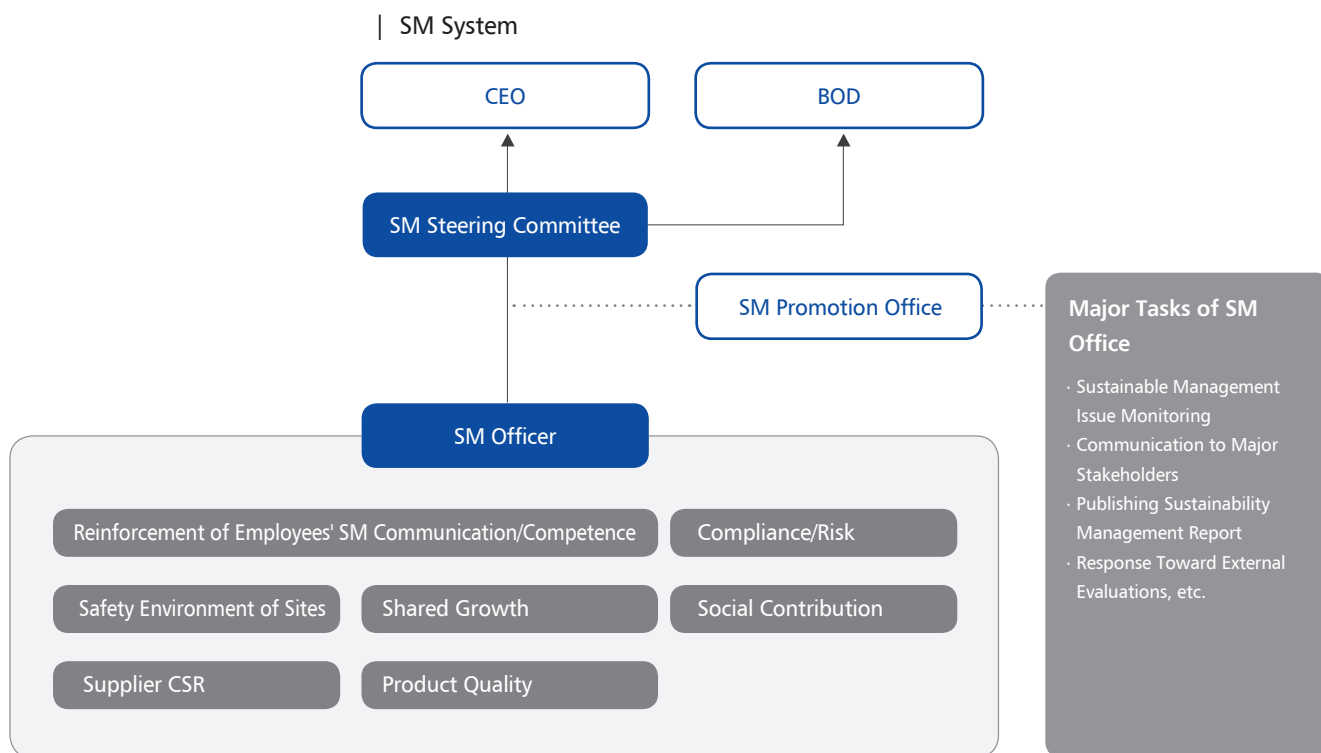 | SM System
CEO
BOD
SM Steering Committee
SM Promotion Office
Major Tasks of SM
Office
· Sustainable Management
Issue Monitoring
· Communication to Major
Stakeholders
· Publishing Sustainability
Management Report
· Response Toward External
Evaluations, etc.
SM Officer
Reinforcement of Employees' SM Communication/Competence
Compliance/Risk
Safety Environment of Sites
Shared Growth
Social Contribution
Supplier CSR
Product Quality